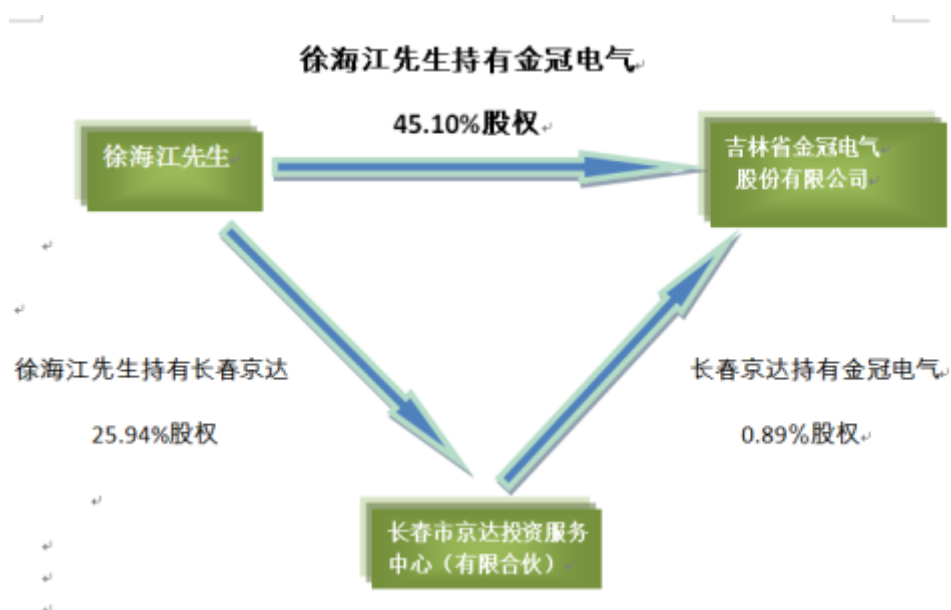 徐海江先生持有金冠电气
45.10%股权
徐海江先生
吉林省金冠电气
股份有限公司
徐海江先生持有长春京达
25.94%股权
长春京达持有金冠电气
0.89%股权
长春市京达投资服务
中心（有限合伙）